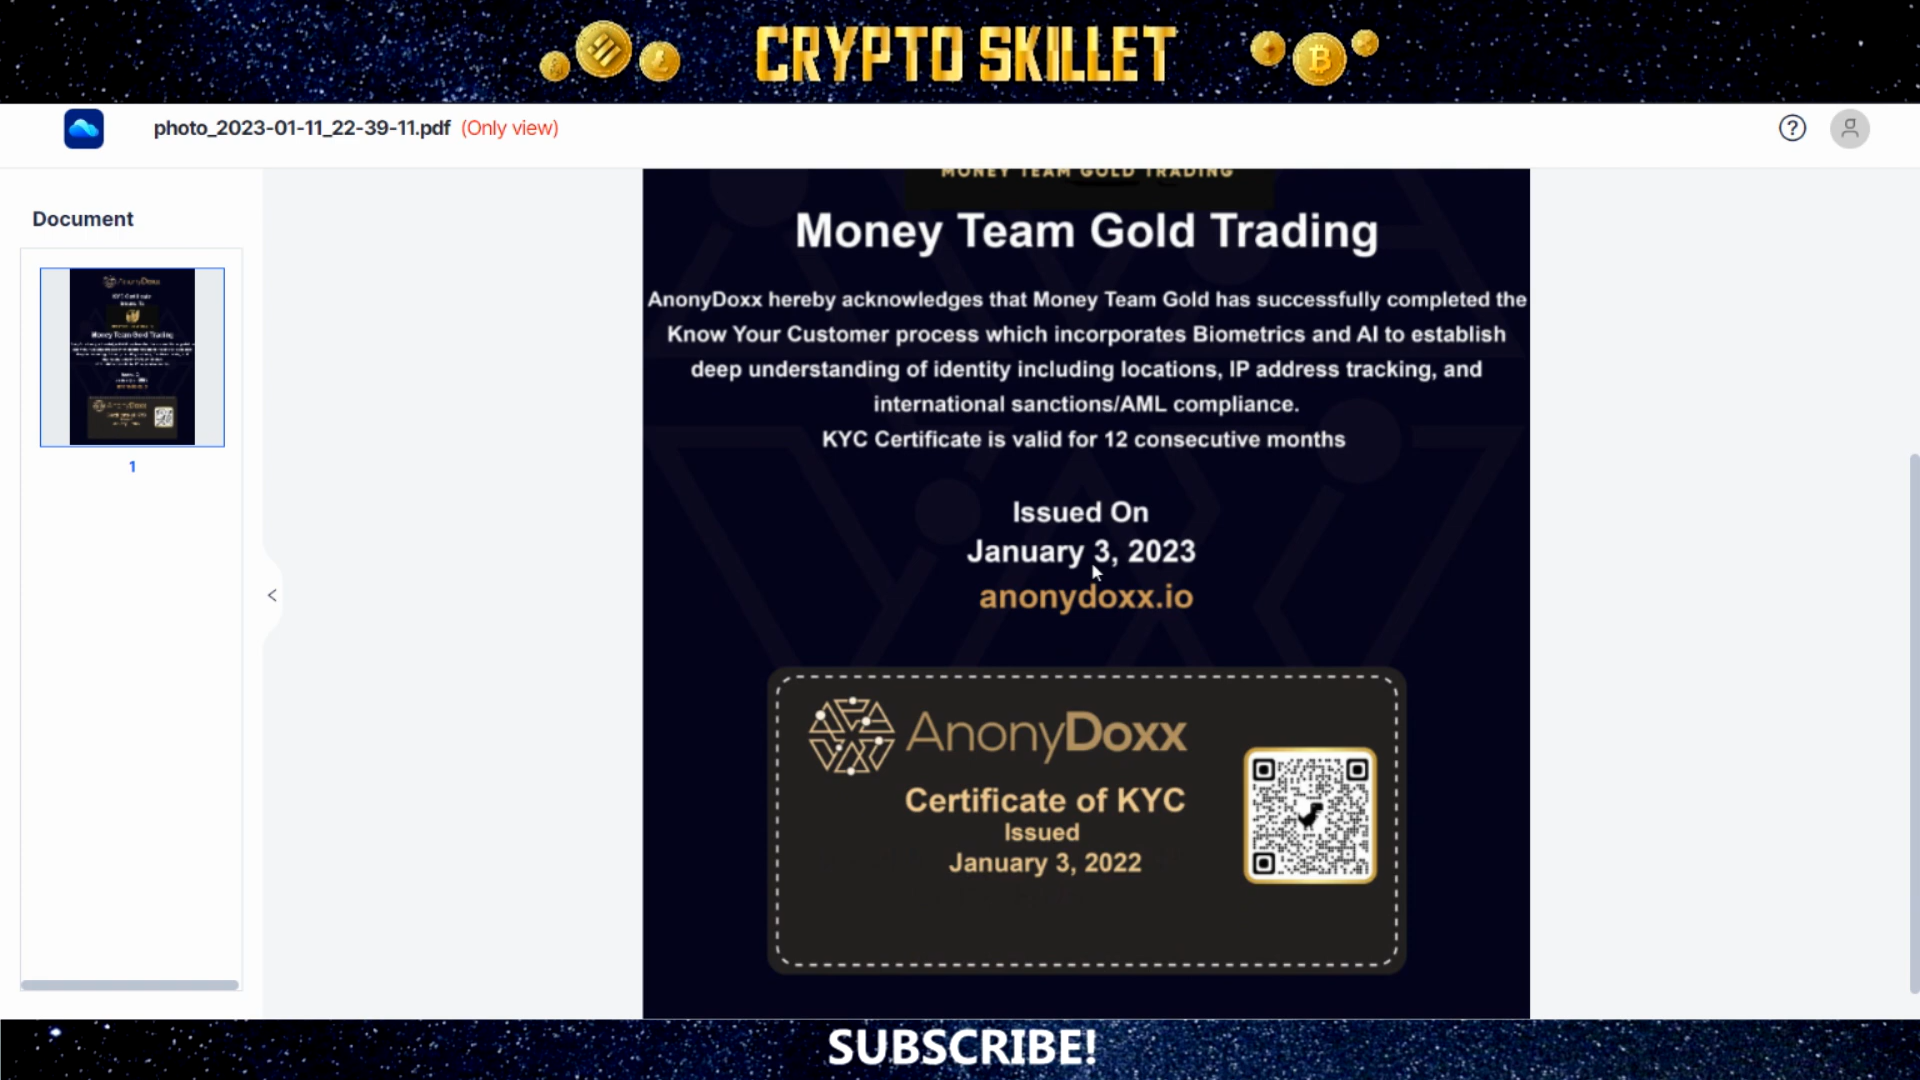 CRYPTO SKILLET
photo_2023-01-11_22-39-11.pdf (Only view)
Document
1
MONEY TEAM GOLD TRADING
Money Team Gold Trading
AnonyDoxx hereby acknowledges that Money Team Gold has successfully completed the
Know Your Customer process which incorporates Biometrics and AI to establish
deep understanding of identity including locations, IP address tracking, and
international sanctions/AML compliance.
KYC Certificate is valid for 12 consecutive months
Issued On
January 3, 2023
anonydoxx.io
AnonyDoxx
Certificate of KYC
Issued
January 3, 2022
SUBSCRIBE!